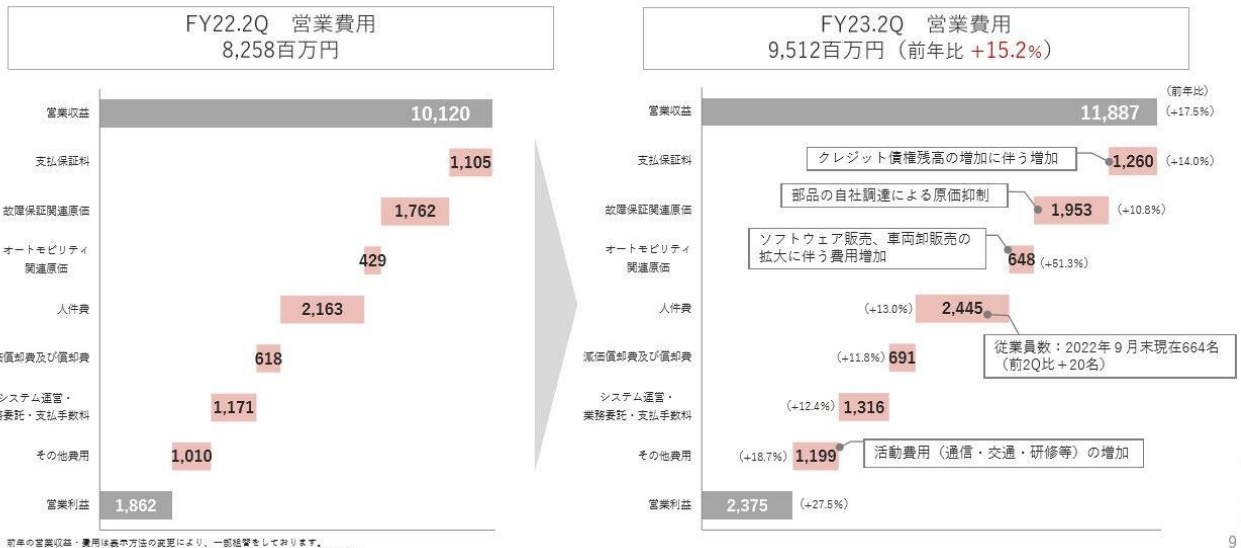 FY22.2Q 営業費用
8,258百万円
営業収益
10,120
支払保証料
1,105
故障保証関連原価
1,762
オートモビリティ
関連原価
429
人件費
2,163
価償却費及び償却費
618
システム運営・
務委託・支払手数料
1,171
その他費用
1,010
営業利益
1,862
FY23.2Q 営業費用
9,512百万円（前年比 +15.2%）
（前年比）
営業収益
11,887
（+17.5%）
支払保証料
クレジット債権残高の増加に伴う増加
1,260
（+14.0%）
故障保証関連原価
部品の自社調達による原価抑制
1,953
（+10.8%）
オートモビリティ
関連原価
ソフトウェア販売、車両卸販売の
拡大に伴う費用増加
648
（+51.3%）
人件費
（+13.0%）
2,445
従業員数：2022年９月末現在664名
（前2Q比＋20名）
減価償却費及び償却費
（+11.8%）
691
システム運営・
業務委託・支払手数料
（+12.4%）
1,316
その他費用
（+18.7%）
1,199
活動費用（通信・交通・研修等）の増加
営業利益
2,375
（+27.5%）
前年の営業収益・費用は表示方法の変更により、一部組替をしております。
9